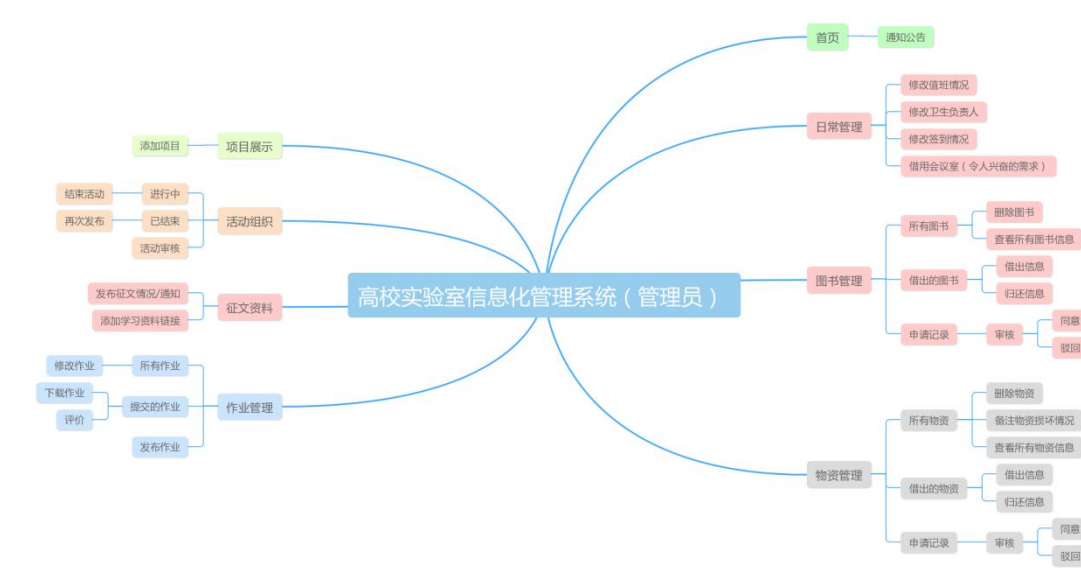 高校实验室信息化管理系统（管理员）
首页
通知公告
日常管理
修改值班情况
修改卫生负责人
修改签到情况
借用会议室（令人兴奋的需求）
图书管理
所有图书
删除图书
查看所有图书信息
借出的图书
借出信息
归还信息
申请记录
审核
同意
驳回
物资管理
所有物资
删除物资
备注物资损坏情况
查看所有物资信息
借出的物资
借出信息
归还信息
申请记录
审核
同意
驳回
项目展示
添加项目
活动组织
进行中
结束活动
已结束
再次发布
活动审核
征文资料
发布征文情况/通知
添加学习资料链接
作业管理
所有作业
修改作业
提交的作业
下载作业
评价
发布作业